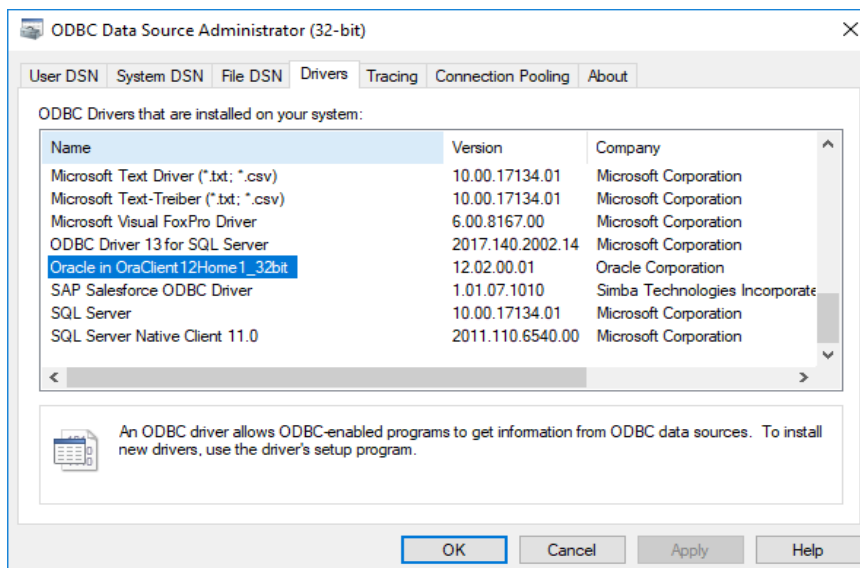 ODBC Data Source Administrator (32-bit)
User DSN System DSN File DSN Drivers Tracing Connection Pooling About
ODBC Drivers that are installed on your system:
Name Version Company
Microsoft Text Driver (*.txt; *.csv) 10.00.17134.01 Microsoft Corporation
Microsoft Text-Treiber (*.txt; *.csv) 10.00.17134.01 Microsoft Corporation
Microsoft Visual FoxPro Driver 6.00.8167.00 Microsoft Corporation
ODBC Driver 13 for SQL Server 2017.140.2002.14 Microsoft Corporation
Oracle in OraClient12Home1_32bit 12.02.00.01 Oracle Corporation
SAP Salesforce ODBC Driver 1.01.07.1010 Simba Technologies Incorporate
SQL Server 10.00.17134.01 Microsoft Corporation
SQL Server Native Client 11.0 2011.110.6540.00 Microsoft Corporation
An ODBC driver allows ODBC-enabled programs to get information from ODBC data sources. To install
new drivers, use the driver's setup program.
OK Cancel Apply Help